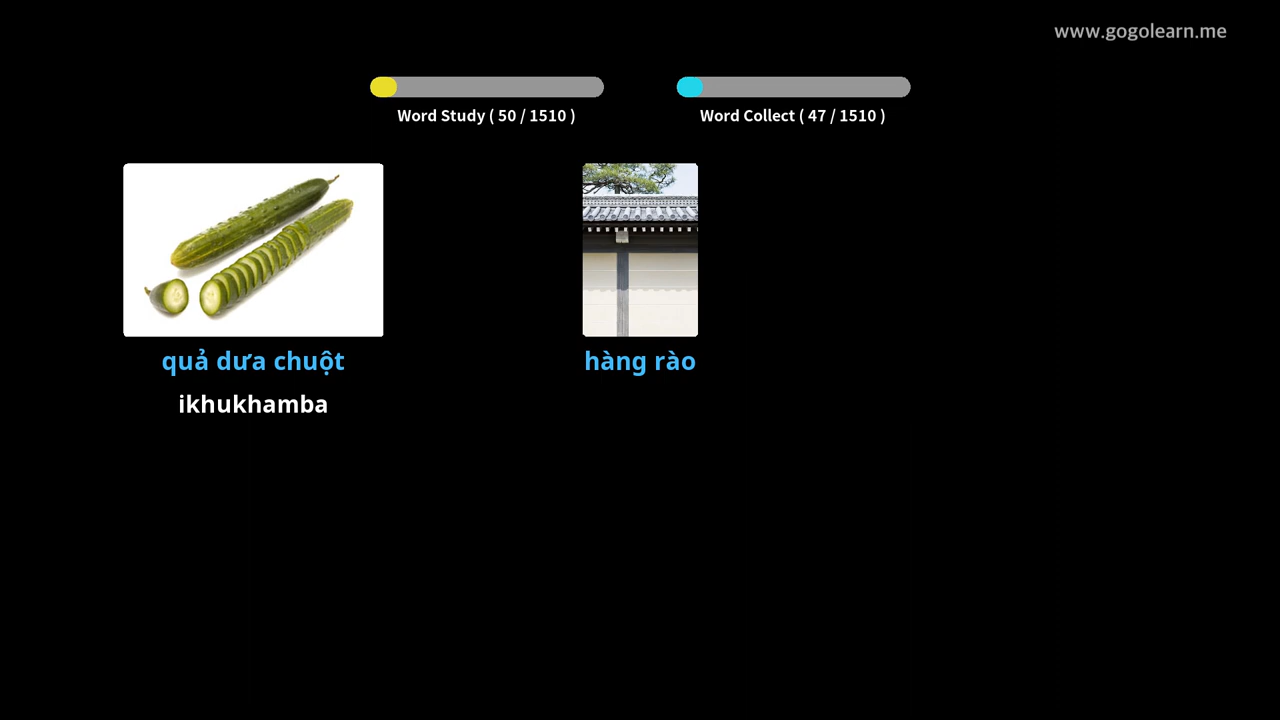 www.gogolearn.me
Word Study ( 50 / 1510 )
Word Collect ( 47 / 1510 )
quả dưa chuột
hàng rào
ikhukhamba